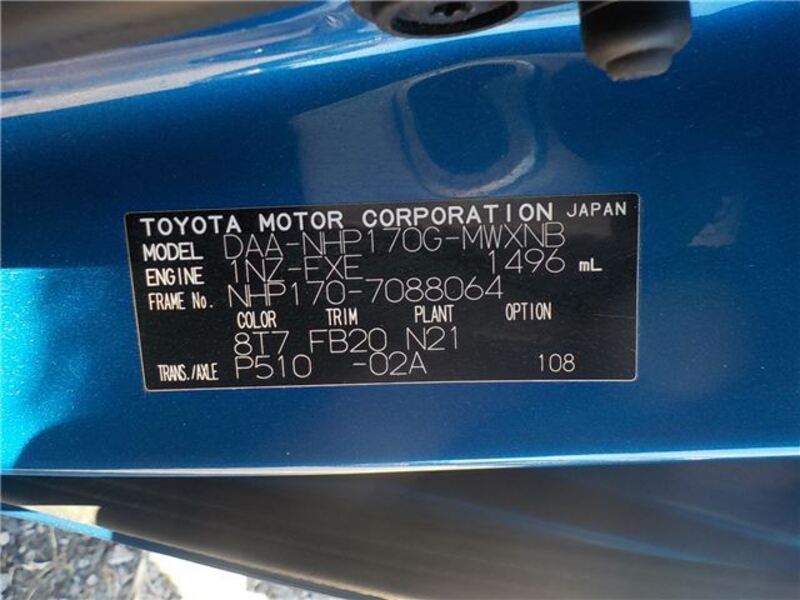 TOYOTA MOTOR CORPORATION JAPAN
MODEL DAA-NHP170G-MWXNB
ENGINE 1NZ-FXE 1496 mL
FRAME No. NHP170-7088064
COLOR TRIM PLANT OPTION
8T7 FB20 N21
TRANS./AXLE P510 -02A 108